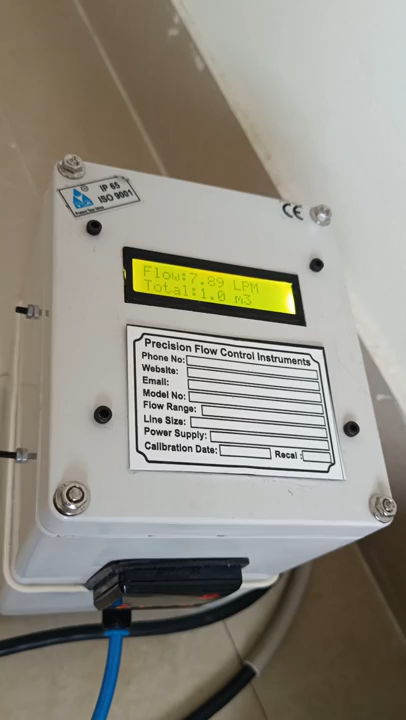 IP 65
ISO 9001
CE
Flow:7.89 LPM
Total:1.0 m3
Precision Flow Control Instruments
Phone No:
Website:
Email:
Model No:
Flow Range:
Line Size:
Power Supply:
Calibration Date: Recal :